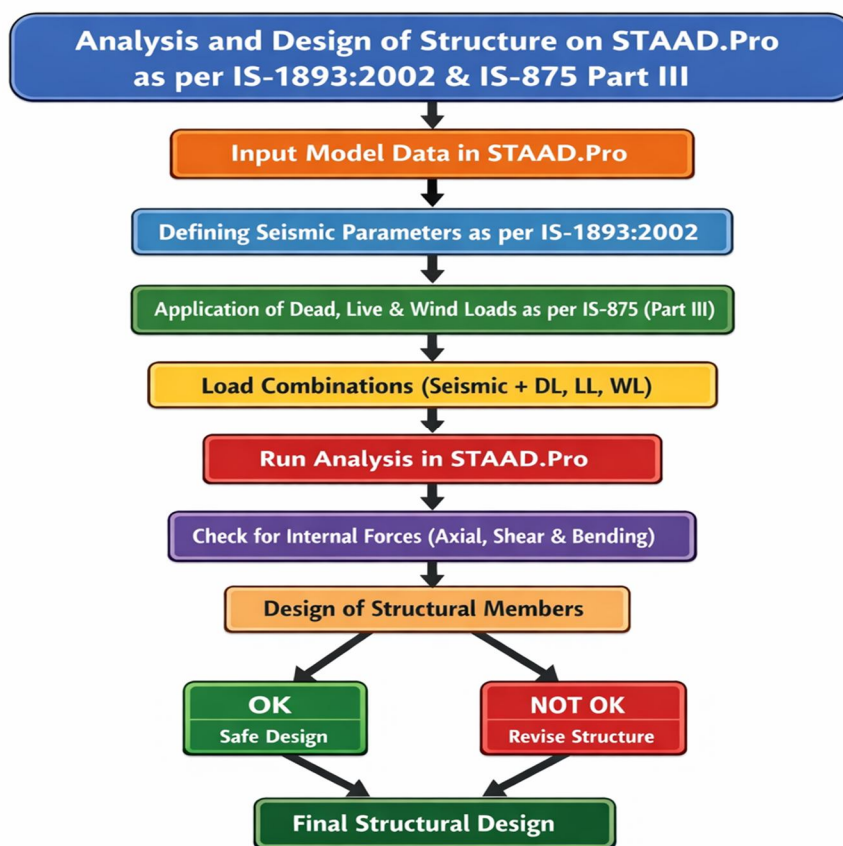 Analysis and Design of Structure on STAAD.Pro
as per IS-1893:2002 & IS-875 Part III
Input Model Data in STAAD.Pro
Defining Seismic Parameters as per IS-1893:2002
Application of Dead, Live & Wind Loads as per IS-875 (Part III)
Load Combinations (Seismic + DL, LL, WL)
Run Analysis in STAAD.Pro
Check for Internal Forces (Axial, Shear & Bending)
Design of Structural Members
OK
Safe Design
NOT OK
Revise Structure
Final Structural Design